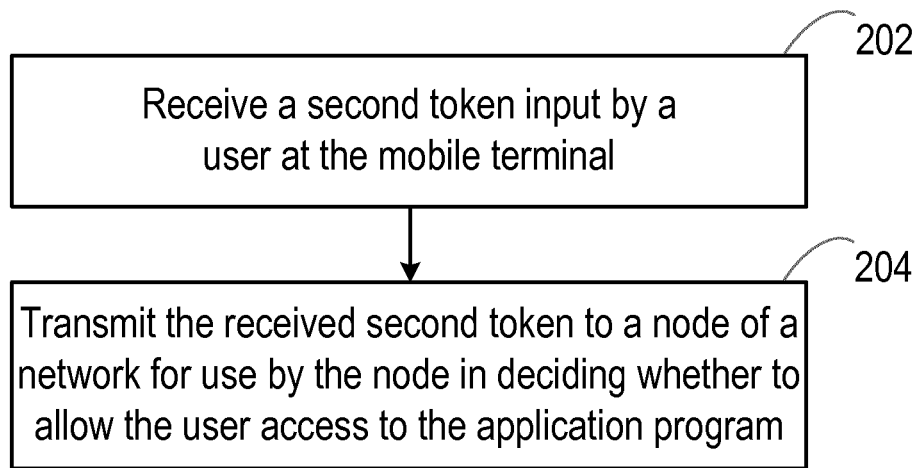 202
Receive a second token input by a
user at the mobile terminal
204
Transmit the received second token to a node of a
network for use by the node in deciding whether to
allow the user access to the application program